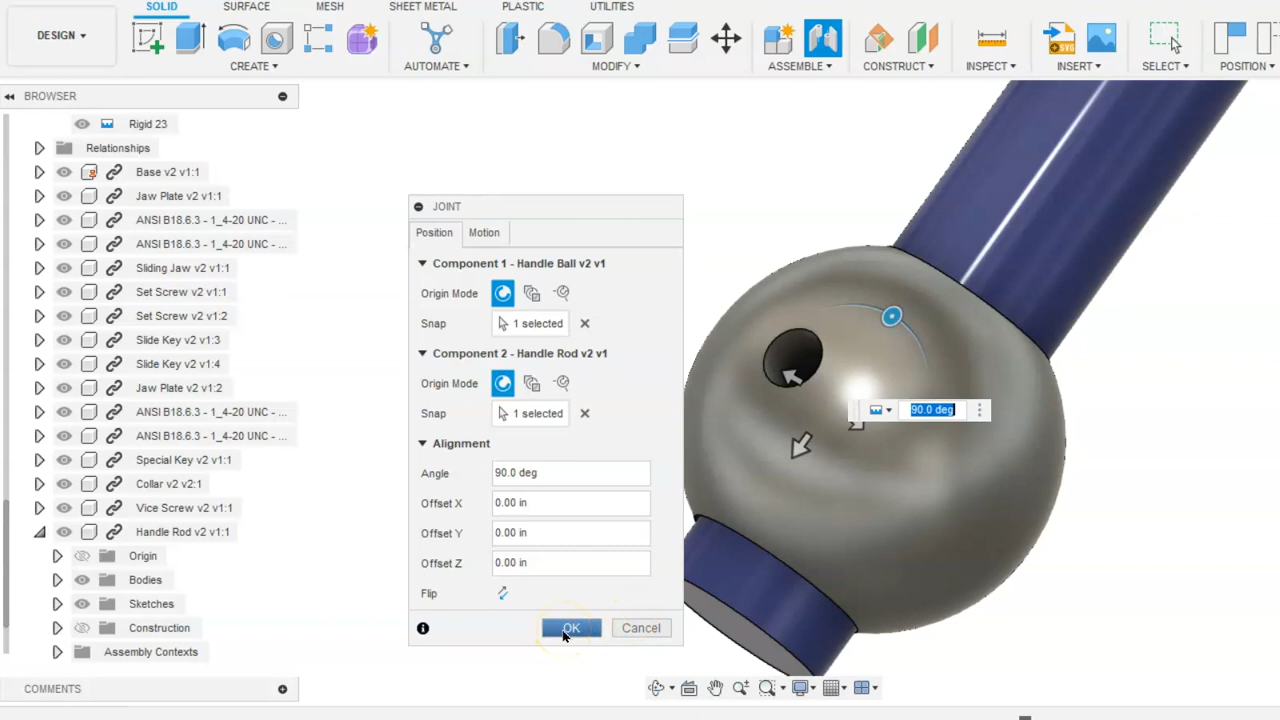 SOLID SURFACE MESH SHEET METAL PLASTIC UTILITIES
DESIGN
CREATE AUTOMATE MODIFY ASSEMBLE CONSTRUCT INSPECT INSERT SELECT POSITION
SVG
BROWSER
Rigid 23
Relationships
Base v2 v1:1
Jaw Plate v2 v1:1
ANSI B18.6.3 - 1_4-20 UNC - ...
ANSI B18.6.3 - 1_4-20 UNC - ...
Sliding Jaw v2 v1:1
Set Screw v2 v1:1
Set Screw v2 v1:2
Slide Key v2 v1:3
Slide Key v2 v1:4
Jaw Plate v2 v1:2
ANSI B18.6.3 - 1_4-20 UNC - ...
ANSI B18.6.3 - 1_4-20 UNC - ...
Special Key v2 v1:1
Collar v2 v2:1
Vice Screw v2 v1:1
Handle Rod v2 v1:1
Origin
Bodies
Sketches
Construction
Assembly Contexts
COMMENTS
JOINT
Position Motion
Component 1 - Handle Ball v2 v1
Origin Mode
Snap 1 selected
Component 2 - Handle Rod v2 v1
Origin Mode
Snap 1 selected
Alignment
Angle 90.0 deg
Offset X 0.00 in
Offset Y 0.00 in
Offset Z 0.00 in
Flip
OK Cancel
90.0 deg